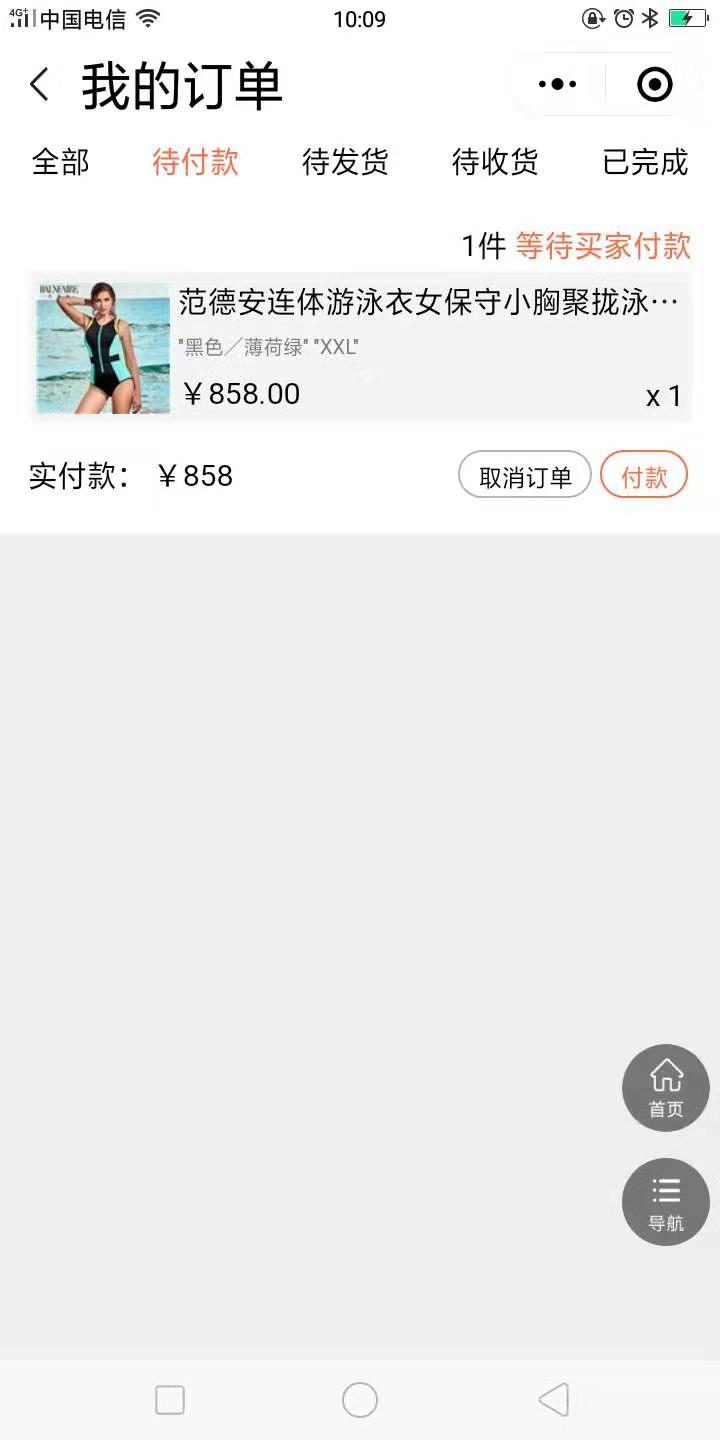 4G+ 中国电信 10:09
我的订单
全部 待付款 待发货 待收货 已完成
1件 等待买家付款
BALNEAIRE
范德安连体游泳衣女保守小胸聚拢泳…
"黑色／薄荷绿" "XXL"
￥858.00 x 1
实付款： ￥858 取消订单 付款
首页
导航